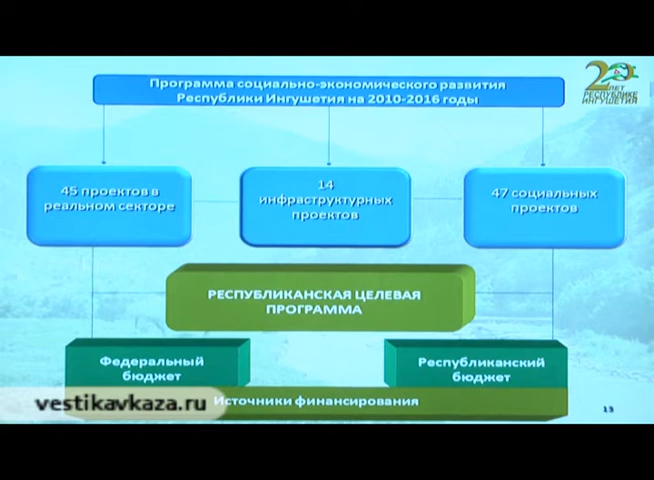 Программа социально-экономического развития
Республики Ингушетия на 2010-2016 годы
20
ЛЕТ
РЕСПУБЛИКЕ
ИНГУШЕТИЯ
45 проектов в
реальном секторе
14
инфраструктурных
проектов
47 социальных
проектов
РЕСПУБЛИКАНСКАЯ ЦЕЛЕВАЯ
ПРОГРАММА
Федеральный
бюджет
Республиканский
бюджет
Источники финансирования
vestikavkaza.ru
13